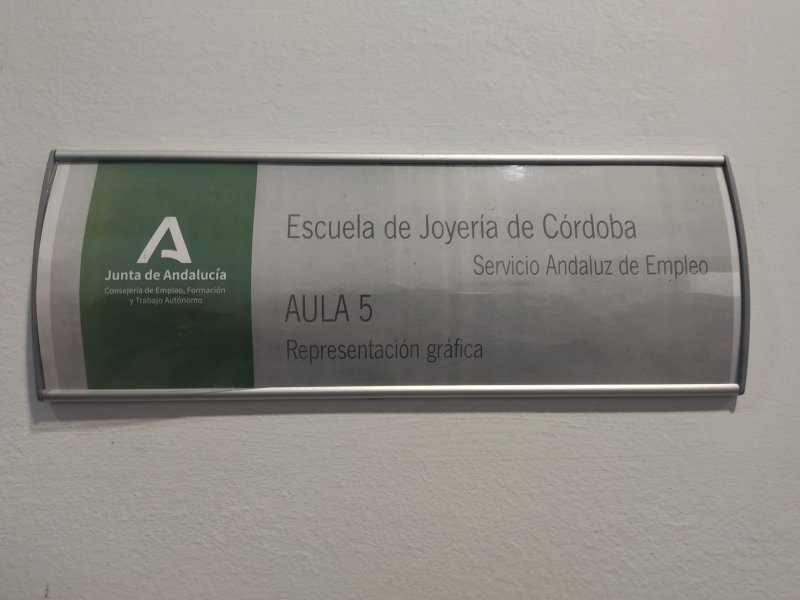 Junta de Andalucía
Consejería de Empleo, Formación
y Trabajo Autónomo
Escuela de Joyería de Córdoba
Servicio Andaluz de Empleo
AULA 5
Representación gráfica